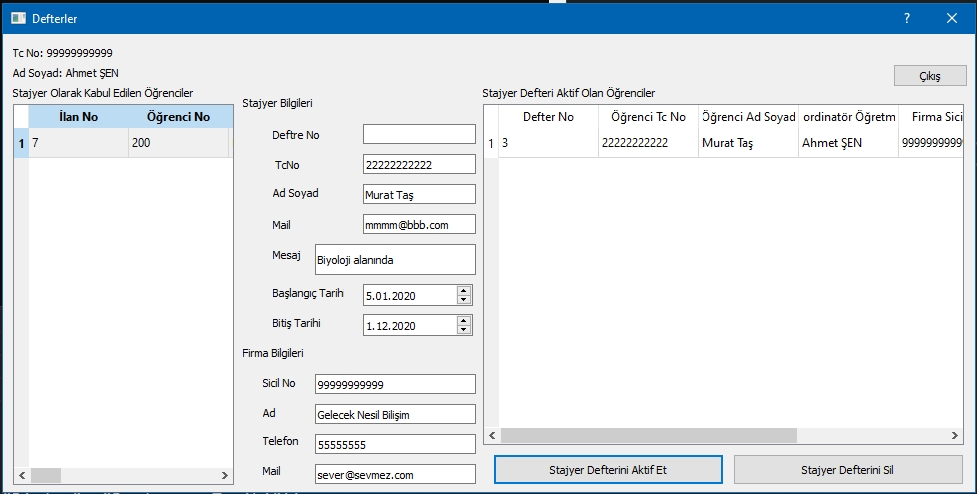 Defterler
Tc No: 99999999999
Ad Soyad: Ahmet ŞEN
Çıkış
Stajyer Olarak Kabul Edilen Öğrenciler
İlan No Öğrenci No
1 7 200
Stajyer Bilgileri
Deftre No
TcNo 22222222222
Ad Soyad Murat Taş
Mail mmmm@bbb.com
Mesaj Biyoloji alanında
Başlangıç Tarih 5.01.2020
Bitiş Tarihi 1.12.2020
Firma Bilgileri
Sicil No 99999999999
Ad Gelecek Nesil Bilişim
Telefon 55555555
Mail sever@sevmez.com
Stajyer Defteri Aktif Olan Öğrenciler
Defter No Öğrenci Tc No Öğrenci Ad Soyad ordinatör Öğretm Firma Sici
1 3 22222222222 Murat Taş Ahmet ŞEN 9999999999
Stajyer Defterini Aktif Et Stajyer Defterini Sil